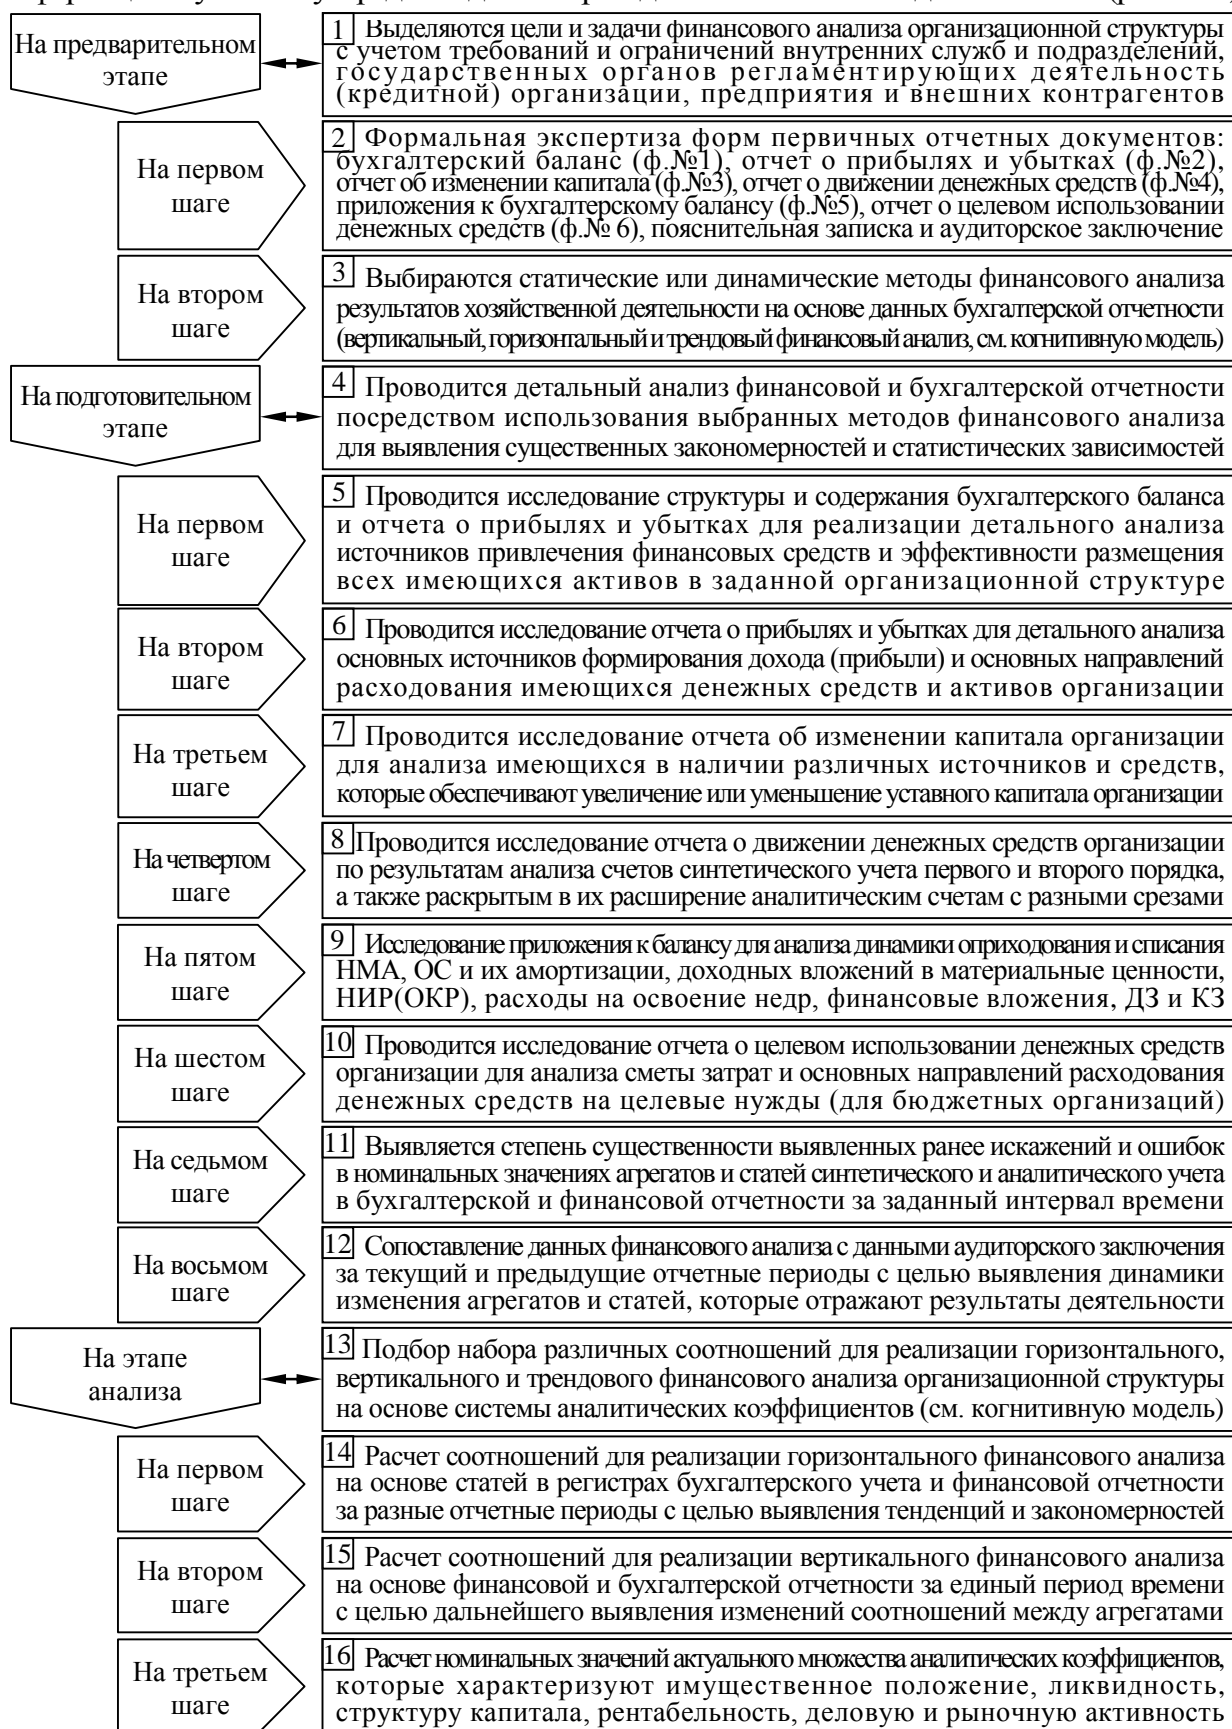 На предварительном
этапе
1 Выделяются цели и задачи финансового анализа организационной структуры
с учетом требований и ограничений внутренних служб и подразделений,
государственных органов регламентирующих деятельность
(кредитной) организации, предприятия и внешних контрагентов
На первом
шаге
2 Формальная экспертиза форм первичных отчетных документов:
бухгалтерский баланс (ф.№1), отчет о прибылях и убытках (ф.№2),
отчет об изменении капитала (ф.№3), отчет о движении денежных средств (ф.№4),
приложения к бухгалтерскому балансу (ф.№5), отчет о целевом использовании
денежных средств (ф.№ 6), пояснительная записка и аудиторское заключение
На втором
шаге
3 Выбираются статические или динамические методы финансового анализа
результатов хозяйственной деятельности на основе данных бухгалтерской отчетности
(вертикальный, горизонтальный и трендовый финансовый анализ, см. когнитивную модель)
На подготовительном
этапе
4 Проводится детальный анализ финансовой и бухгалтерской отчетности
посредством использования выбранных методов финансового анализа
для выявления существенных закономерностей и статистических зависимостей
На первом
шаге
5 Проводится исследование структуры и содержания бухгалтерского баланса
и отчета о прибылях и убытках для реализации детального анализа
источников привлечения финансовых средств и эффективности размещения
всех имеющихся активов в заданной организационной структуре
На втором
шаге
6 Проводится исследование отчета о прибылях и убытках для детального анализа
основных источников формирования дохода (прибыли) и основных направлений
расходования имеющихся денежных средств и активов организации
На третьем
шаге
7 Проводится исследование отчета об изменении капитала организации
для анализа имеющихся в наличии различных источников и средств,
которые обеспечивают увеличение или уменьшение уставного капитала организации
На четвертом
шаге
8 Проводится исследование отчета о движении денежных средств организации
по результатам анализа счетов синтетического учета первого и второго порядка,
а также раскрытым в их расширение аналитическим счетам с разными срезами
На пятом
шаге
9 Исследование приложения к балансу для анализа динамики оприходования и списания
НМА, ОС и их амортизации, доходных вложений в материальные ценности,
НИР(ОКР), расходы на освоение недр, финансовые вложения, ДЗ и КЗ
На шестом
шаге
10 Проводится исследование отчета о целевом использовании денежных средств
организации для анализа сметы затрат и основных направлений расходования
денежных средств на целевые нужды (для бюджетных организаций)
На седьмом
шаге
11 Выявляется степень существенности выявленных ранее искажений и ошибок
в номинальных значениях агрегатов и статей синтетического и аналитического учета
в бухгалтерской и финансовой отчетности за заданный интервал времени
На восьмом
шаге
12 Сопоставление данных финансового анализа с данными аудиторского заключения
за текущий и предыдущие отчетные периоды с целью выявления динамики
изменения агрегатов и статей, которые отражают результаты деятельности
На этапе
анализа
13 Подбор набора различных соотношений для реализации горизонтального,
вертикального и трендового финансового анализа организационной структуры
на основе системы аналитических коэффициентов (см. когнитивную модель)
На первом
шаге
14 Расчет соотношений для реализации горизонтального финансового анализа
на основе статей в регистрах бухгалтерского учета и финансовой отчетности
за разные отчетные периоды с целью выявления тенденций и закономерностей
На втором
шаге
15 Расчет соотношений для реализации вертикального финансового анализа
на основе финансовой и бухгалтерской отчетности за единый период времени
с целью дальнейшего выявления изменений соотношений между агрегатами
На третьем
шаге
16 Расчет номинальных значений актуального множества аналитических коэффициентов,
которые характеризуют имущественное положение, ликвидность,
структуру капитала, рентабельность, деловую и рыночную активность